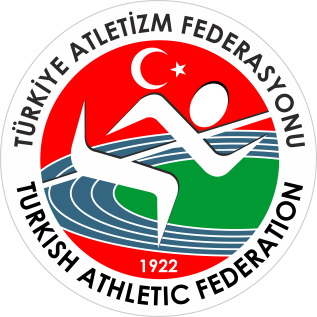 TÜRKİYE ATLETİZM FEDERASYONU
1922
TURKISH ATHLETIC FEDERATION